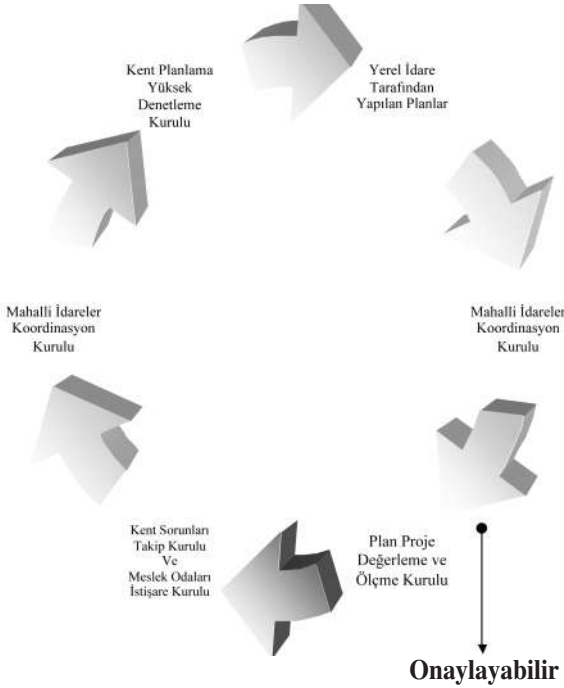 Kent Planlama
Yüksek
Denetleme
Kurulu
Yerel İdare
Tarafından
Yapılan Planlar
Mahalli İdareler
Koordinasyon
Kurulu
Mahalli İdareler
Koordinasyon
Kurulu
Kent Sorunları
Takip Kurulu
Ve
Meslek Odaları
İstişare Kurulu
Plan Proje
Değerleme ve
Ölçme Kurulu
Onaylayabilir